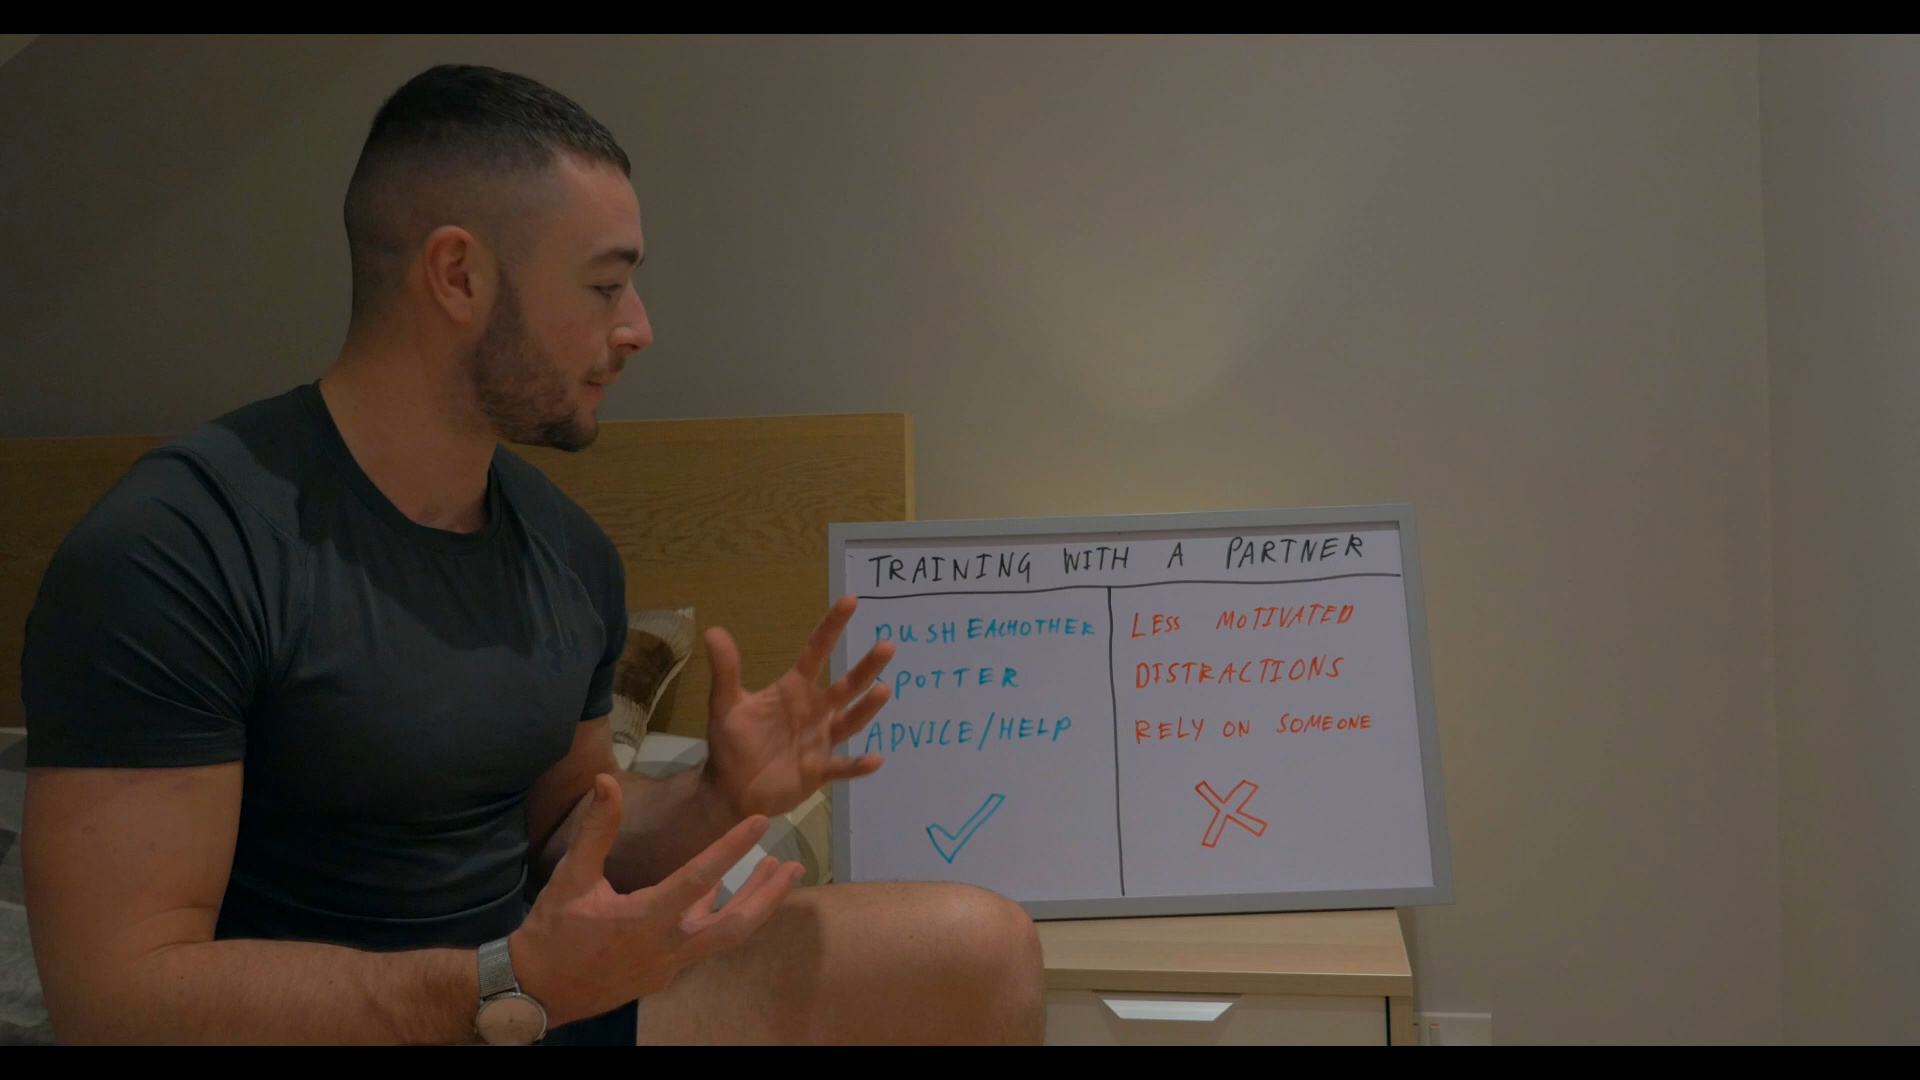 TRAINING WITH A PARTNER
PUSH EACHOTHER
SPOTTER
ADVICE/HELP
LESS MOTIVATED
DISTRACTIONS
RELY ON SOMEONE